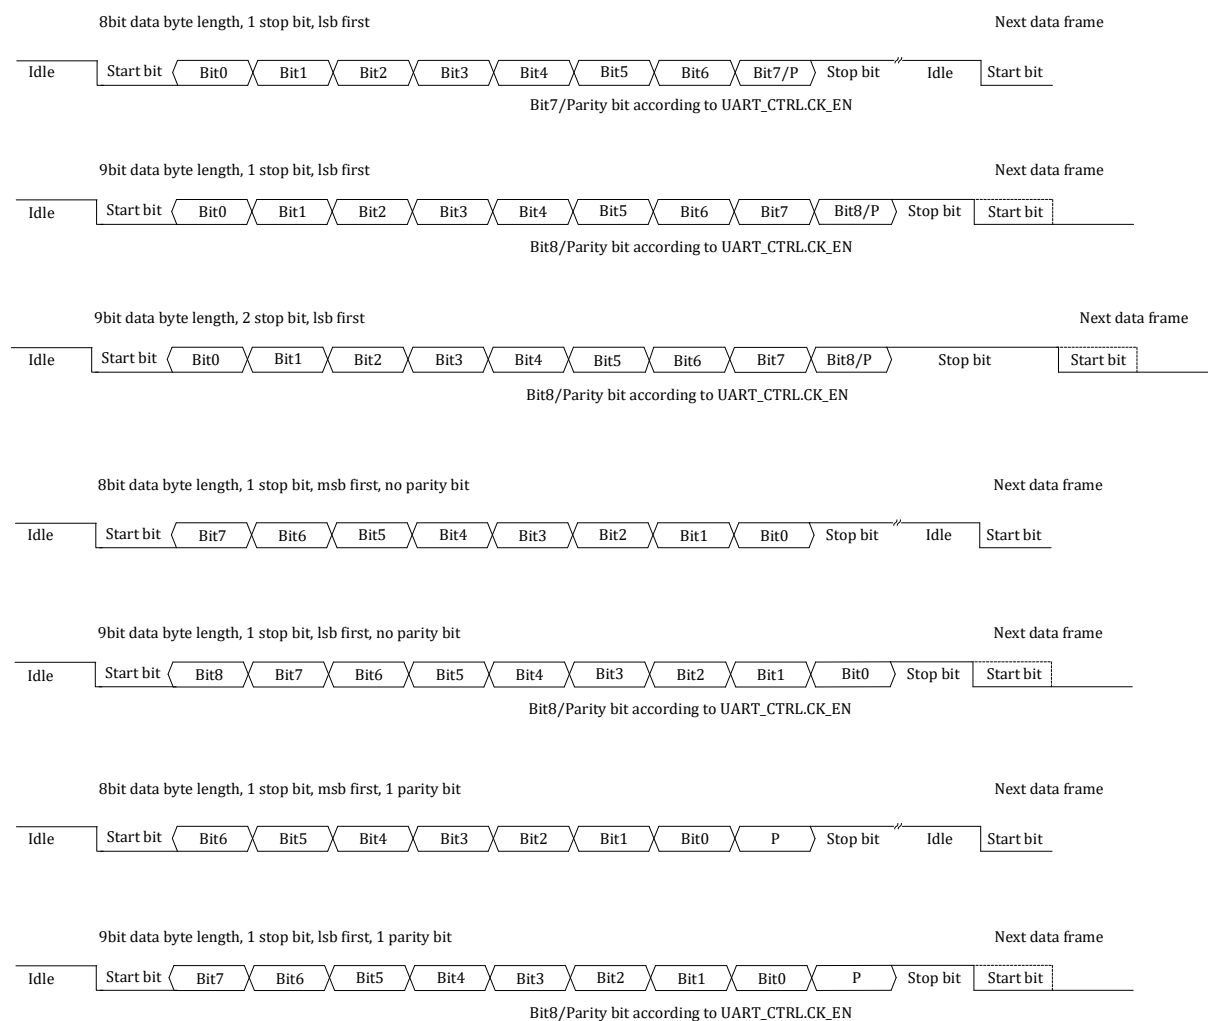 8bit data byte length, 1 stop bit, lsb first Next data frame
Idle Start bit Bit0 Bit1 Bit2 Bit3 Bit4 Bit5 Bit6 Bit7/P Stop bit Idle Start bit
Bit7/Parity bit according to UART_CTRL.CK_EN
9bit data byte length, 1 stop bit, lsb first Next data frame
Idle Start bit Bit0 Bit1 Bit2 Bit3 Bit4 Bit5 Bit6 Bit7 Bit8/P Stop bit Start bit
Bit8/Parity bit according to UART_CTRL.CK_EN
9bit data byte length, 2 stop bit, lsb first Next data frame
Idle Start bit Bit0 Bit1 Bit2 Bit3 Bit4 Bit5 Bit6 Bit7 Bit8/P Stop bit Start bit
Bit8/Parity bit according to UART_CTRL.CK_EN
8bit data byte length, 1 stop bit, msb first, no parity bit Next data frame
Idle Start bit Bit7 Bit6 Bit5 Bit4 Bit3 Bit2 Bit1 Bit0 Stop bit Idle Start bit
9bit data byte length, 1 stop bit, lsb first, no parity bit Next data frame
Idle Start bit Bit8 Bit7 Bit6 Bit5 Bit4 Bit3 Bit2 Bit1 Bit0 Stop bit Start bit
Bit8/Parity bit according to UART_CTRL.CK_EN
8bit data byte length, 1 stop bit, msb first, 1 parity bit Next data frame
Idle Start bit Bit6 Bit5 Bit4 Bit3 Bit2 Bit1 Bit0 P Stop bit Idle Start bit
9bit data byte length, 1 stop bit, lsb first, 1 parity bit Next data frame
Idle Start bit Bit7 Bit6 Bit5 Bit4 Bit3 Bit2 Bit1 Bit0 P Stop bit Start bit
Bit8/Parity bit according to UART_CTRL.CK_EN